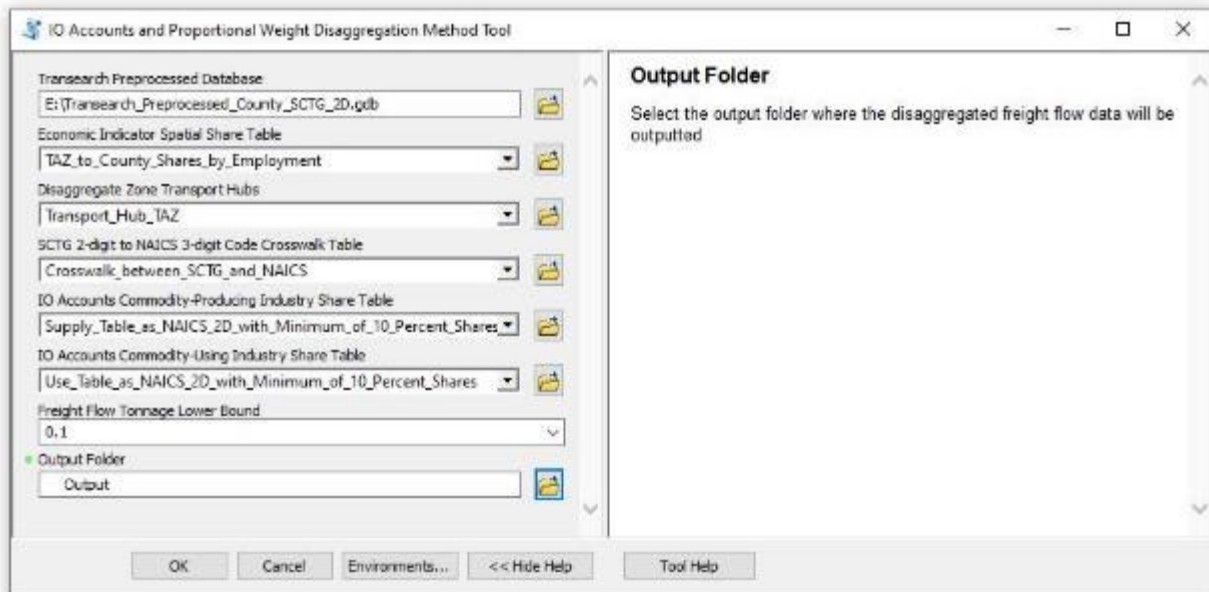 IO Accounts and Proportional Weight Disaggregation Method Tool
Transearch Preprocessed Database
E:\Transearch_Preprocessed_County_SCTG_2D.gdb
Economic Indicator Spatial Share Table
TAZ_to_County_Shares_by_Employment
Disaggregate Zone Transport Hubs
Transport_Hub_TAZ
SCTG 2-digit to NAICS 3-digit Code Crosswalk Table
Crosswalk_between_SCTG_and_NAICS
IO Accounts Commodity-Producing Industry Share Table
Supply_Table_as_NAICS_2D_with_Minimum_of_10_Percent_Shares
IO Accounts Commodity-Using Industry Share Table
Use_Table_as_NAICS_2D_with_Minimum_of_10_Percent_Shares
Freight Flow Tonnage Lower Bound
0.1
Output Folder
Output
Output Folder
Select the output folder where the disaggregated freight flow data will be
outputted
OK
Cancel
Environments...
<< Hide Help
Tool Help